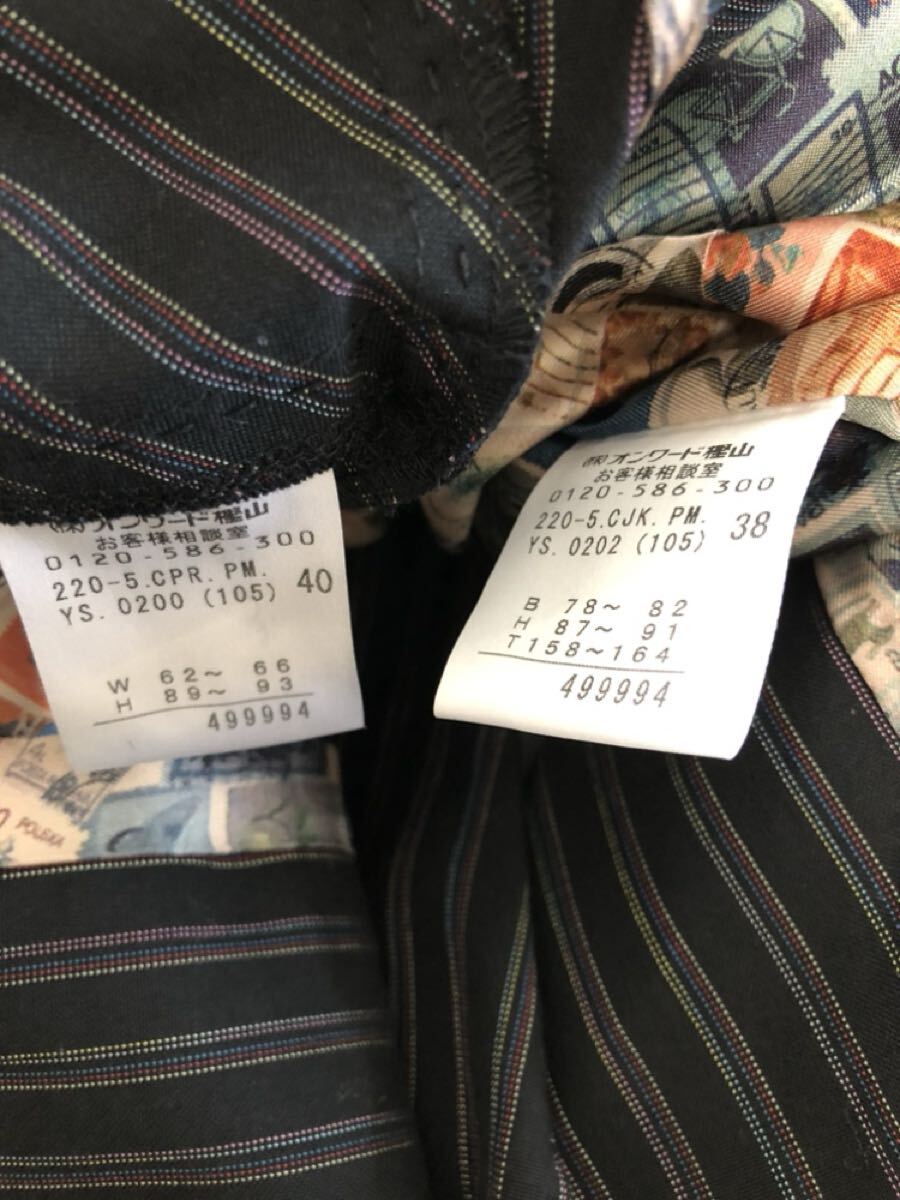 ㈱オンワード樫山
お客様相談室
0120-586-300
220-5.CPR.PM.
YS. 0200 (105) 40
W 62～ 66
H 89～ 93
499994
㈱オンワード樫山
お客様相談室
0120-586-300
220-5.CJK.PM.
YS. 0202 (105) 38
B 78～ 82
H 87～ 91
T 158～164
499994
POLSKA